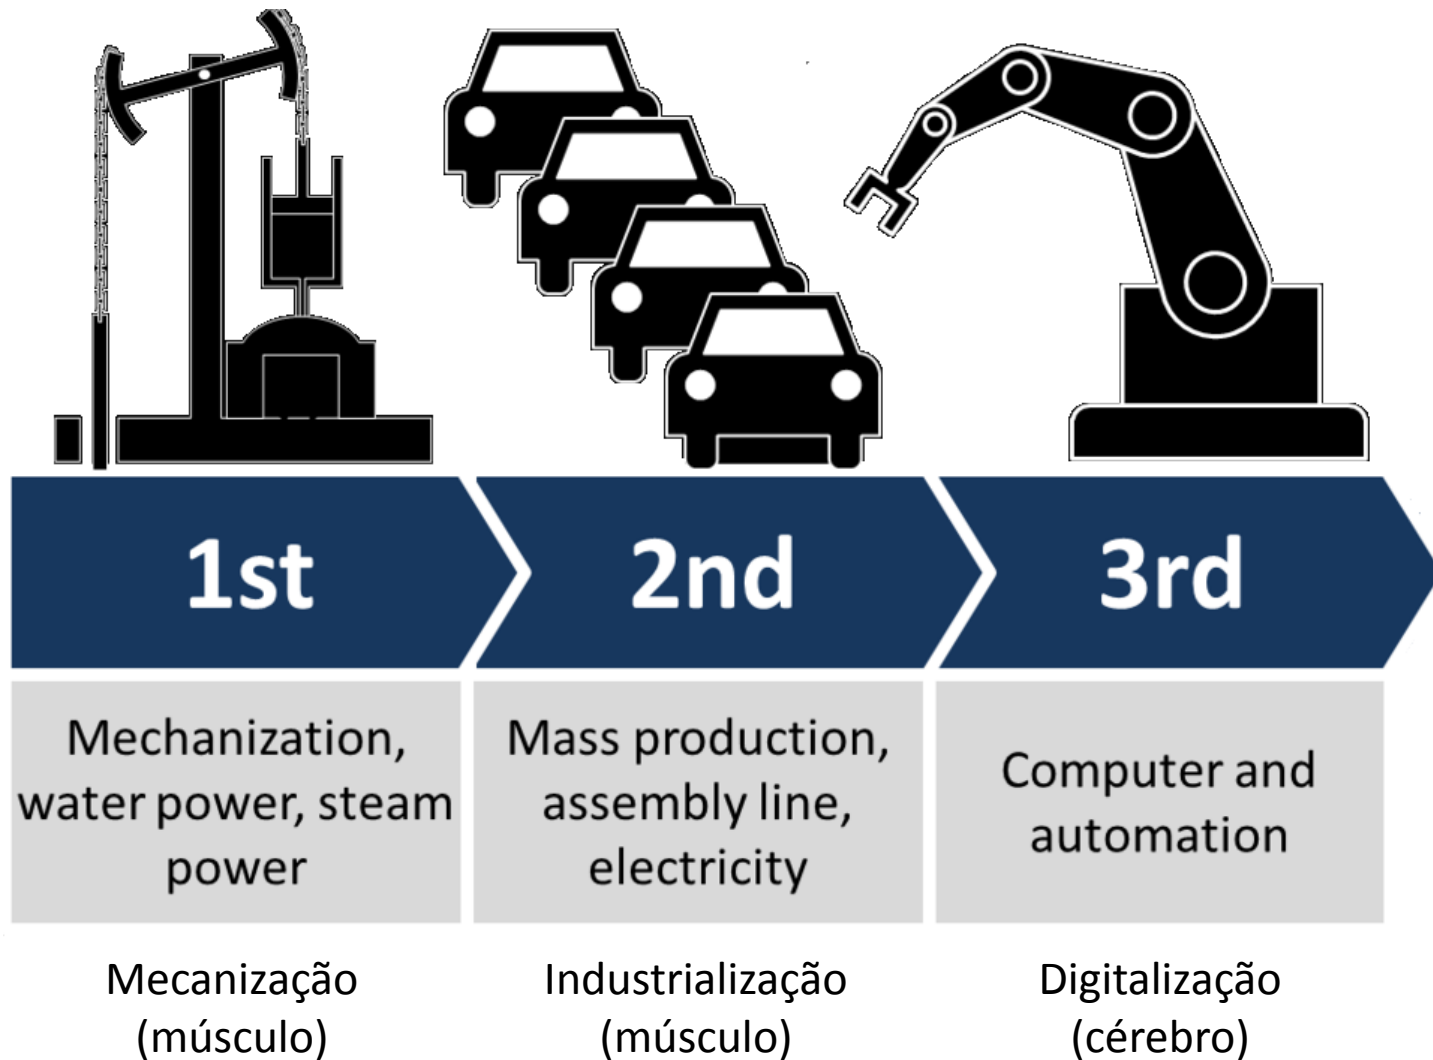 1st
2nd
3rd
Mechanization,
water power, steam
power
Mass production,
assembly line,
electricity
Computer and
automation
Mecanização
(músculo)
Industrialização
(músculo)
Digitalização
(cérebro)